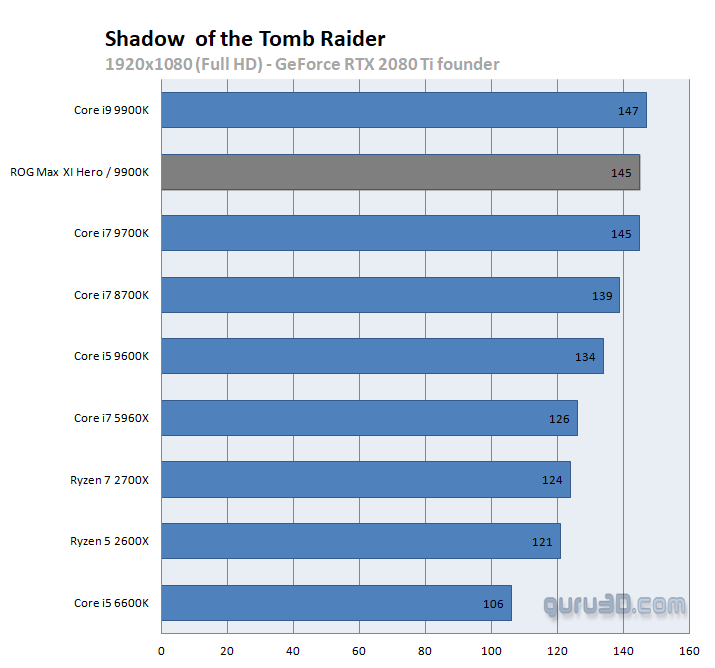 Shadow of the Tomb Raider
1920x1080 (Full HD) - GeForce RTX 2080 Ti founder
Core i9 9900K 147
ROG Max XI Hero / 9900K 145
Core i7 9700K 145
Core i7 8700K 139
Core i5 9600K 134
Core i7 5960X 126
Ryzen 7 2700X 124
Ryzen 5 2600X 121
Core i5 6600K 106
guru3D.com
0 20 40 60 80 100 120 140 160